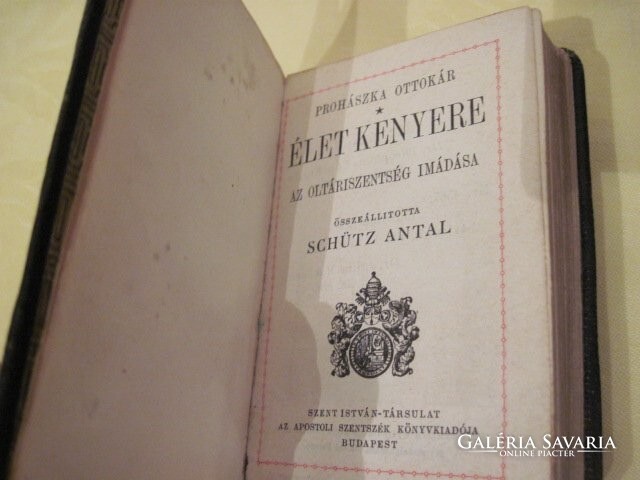 PROHÁSZKA OTTOKÁR
★
ÉLET KENYERE
AZ OLTÁRISZENTSÉG IMÁDÁSA
ÖSSZEÁLLITOTTA
SCHÜTZ ANTAL
SZENT ISTVÁN-TÁRSULAT
AZ APOSTOLI SZENTSZÉK KÖNYVKIADÓJA
BUDAPEST
GALÉRIA SAVARIA
ONLINE PIACTÉR